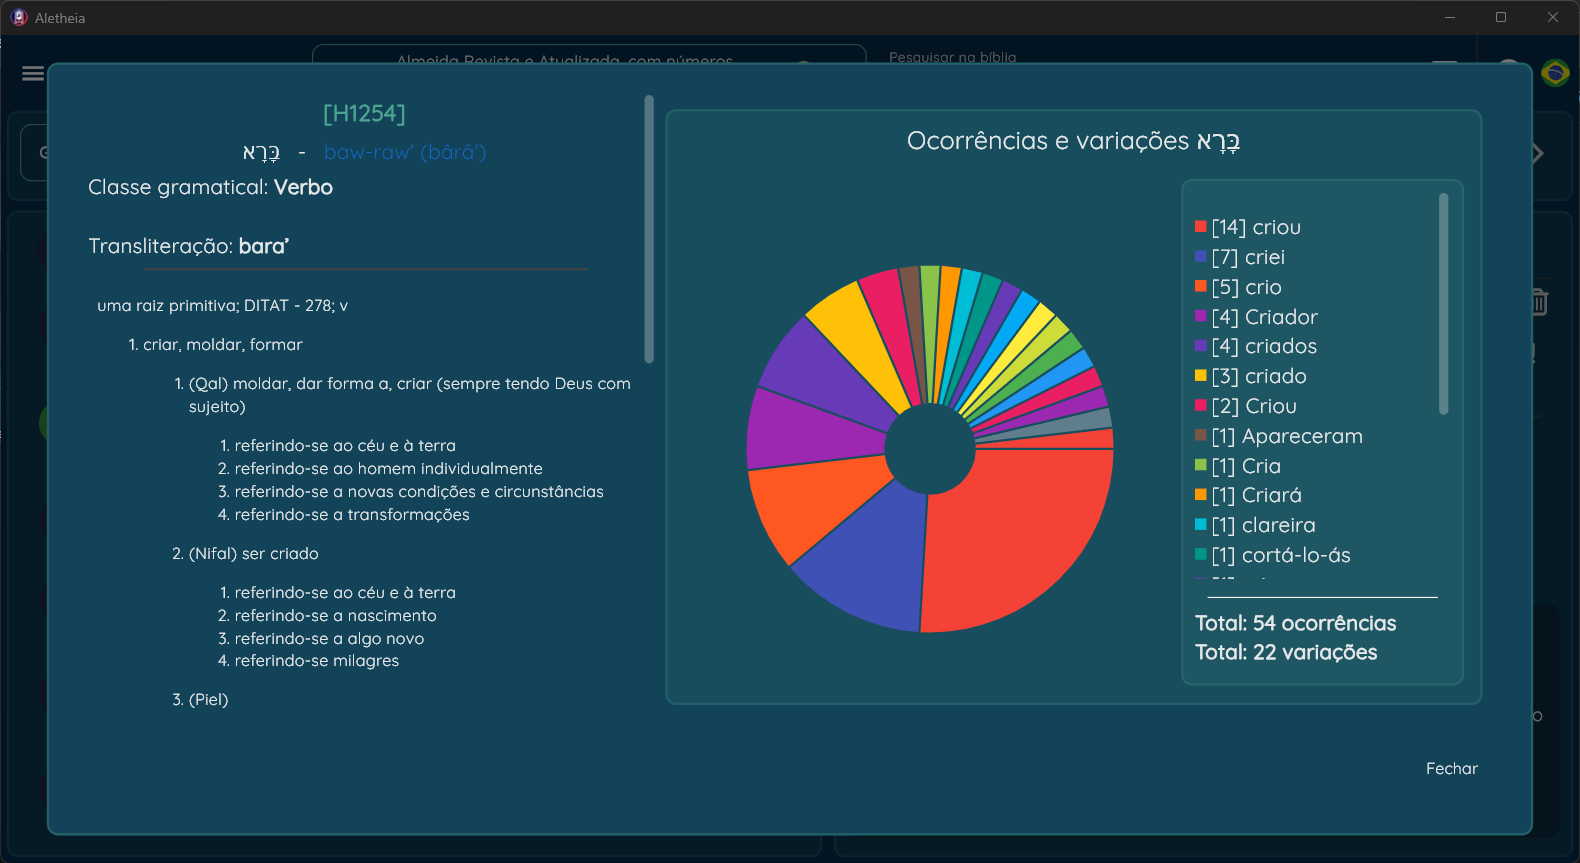 Aletheia
Almeida Revista e Atualizada, com números
Pesquisar na bíblia
[H1254]
בָּרָא - baw-raw' (bârâ')
Classe gramatical: Verbo
Transliteração: bara’
uma raiz primitiva; DITAT - 278; v
1. criar, moldar, formar
1. (Qal) moldar, dar forma a, criar (sempre tendo Deus com
sujeito)
1. referindo-se ao céu e à terra
2. referindo-se ao homem individualmente
3. referindo-se a novas condições e circunstâncias
4. referindo-se a transformações
2. (Nifal) ser criado
1. referindo-se ao céu e à terra
2. referindo-se a nascimento
3. referindo-se a algo novo
4. referindo-se milagres
3. (Piel)
Ocorrências e variações בָּרָא
[14] criou
[7] criei
[5] crio
[4] Criador
[4] criados
[3] criado
[2] Criou
[1] Apareceram
[1] Cria
[1] Criará
[1] clareira
[1] cortá-lo-ás
Total: 54 ocorrências
Total: 22 variações
Fechar